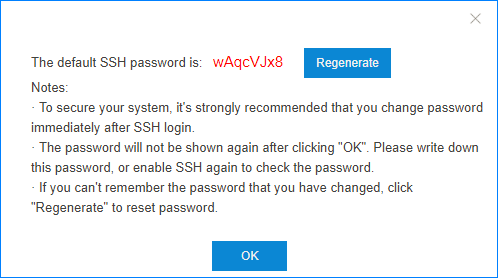 The default SSH password is: wAqcVJx8 Regenerate
Notes:
· To secure your system, it's strongly recommended that you change password
immediately after SSH login.
· The password will not be shown again after clicking "OK". Please write down
this password, or enable SSH again to check the password.
· If you can't remember the password that you have changed, click
"Regenerate" to reset password.
OK